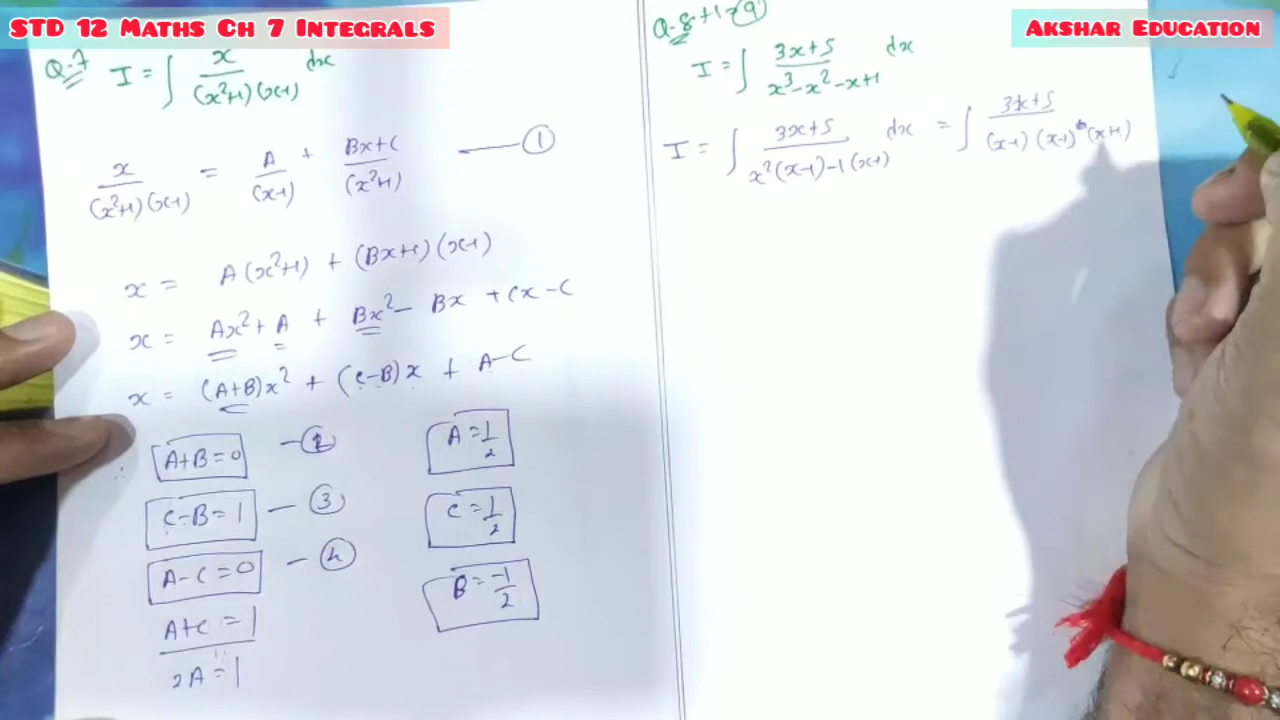 STD 12 Maths Ch 7 Integrals
Akshar Education
Q-7 I = ∫ x / (x²+1)(x-1) dx
x / (x²+1)(x-1) = A / (x-1) + Bx+C / (x²+1) — ①
x = A(x²+1) + (Bx+c)(x-1)
x = Ax² + A + Bx² - Bx + Cx - C
x = (A+B)x² + (C-B)x + A-C
∴ A+B=0 — ②
C-B=1 — ③
A-C=0 — ④
A+C=1
2A=1
A=1/2
C=1/2
B=-1/2
Q-8+1 → 9
I = ∫ 3x+5 / x³-x²-x+1 dx
I = ∫ 3x+5 / x²(x-1)-1(x-1) dx = ∫ 3x+5 / (x-1)(x-1)(x+1)